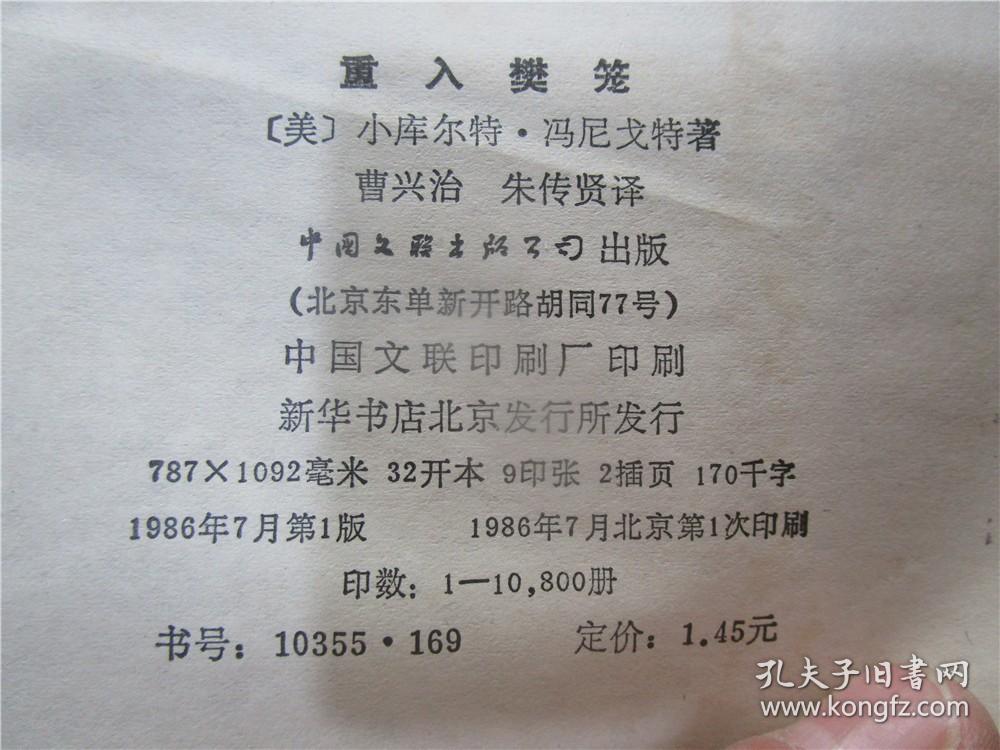 重入樊笼
〔美〕小库尔特·冯尼戈特著
曹兴治 朱传贤译
中国文联出版公司 出版
(北京东单新开路胡同77号)
中国文联印刷厂印刷
新华书店北京发行所发行
787×1092毫米 32开本 9印张 2插页 170千字
1986年7月第1版 1986年7月北京第1次印刷
印数：1—10,800册
书号：10355·169 定价：1.45元
孔夫子旧書网
www.kongfz.com